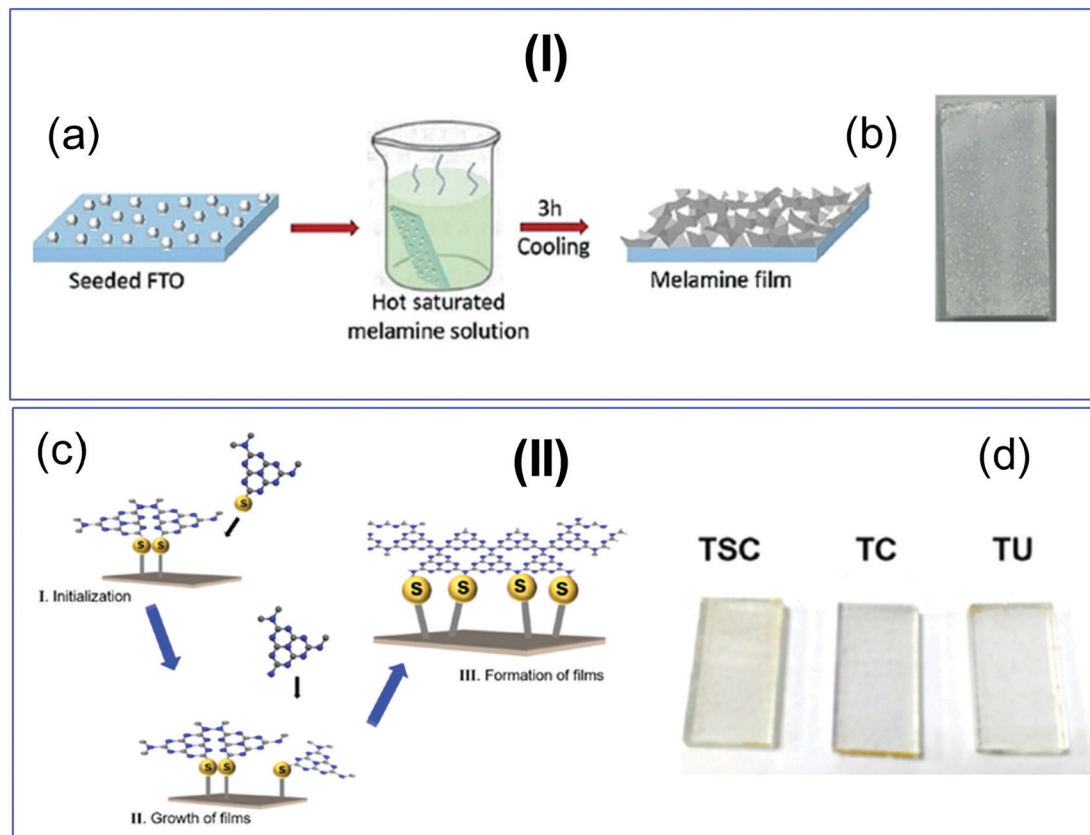 (I)
(a)
(b)
Seeded FTO
Hot saturated
melamine solution
3h
Cooling
Melamine film
(c)
(II)
(d)
S
S S
I. Initialization
S S S S
III. Formation of films
S S S
II. Growth of films
TSC TC TU